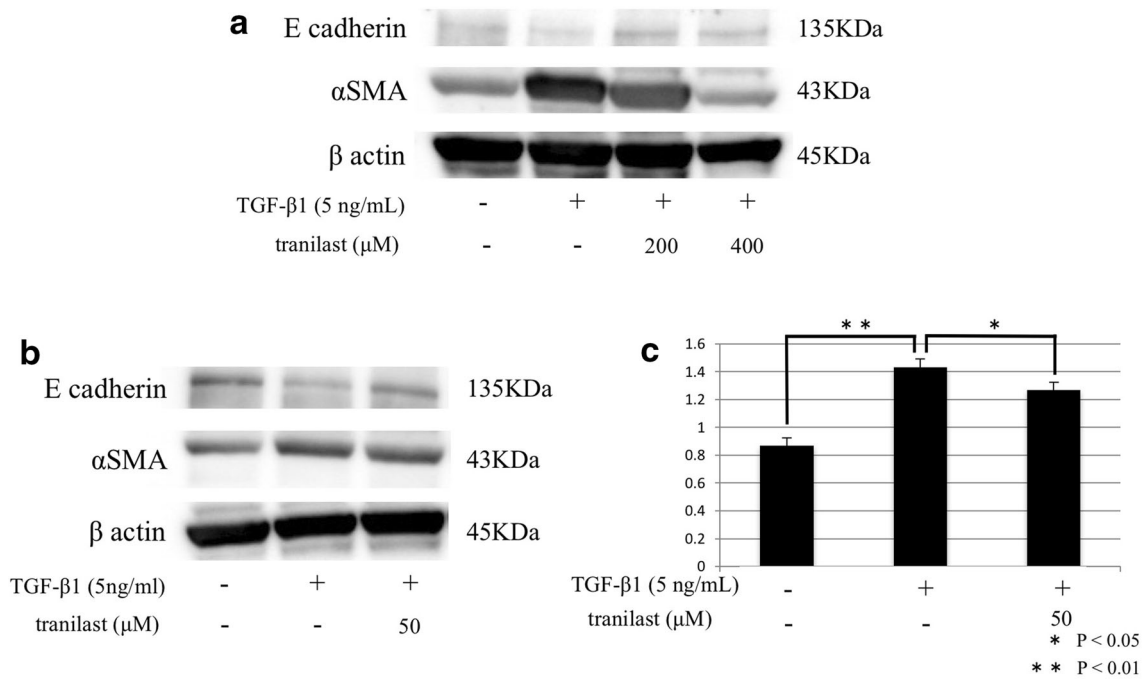 a
E cadherin 135KDa
αSMA 43KDa
β actin 45KDa
TGF-β1 (5 ng/mL) - + + +
tranilast (μM) - - 200 400
b
E cadherin 135KDa
αSMA 43KDa
β actin 45KDa
TGF-β1 (5ng/ml) - + +
tranilast (μM) - - 50
c
** *
1.6
1.4
1.2
1
0.8
0.6
0.4
0.2
0
TGF-β1 (5 ng/mL) - + +
tranilast (μM) - - 50
* P < 0.05
** P < 0.01